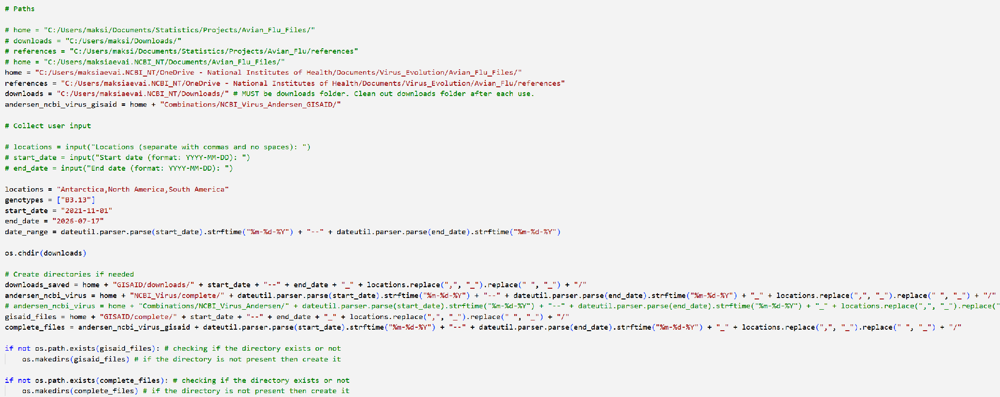 # Paths
# home = "C:/Users/maksi/Documents/Statistics/Projects/Avian_Flu_Files/"
# downloads = "C:/Users/maksi/Downloads/"
# references = "C:/Users/maksi/Documents/Statistics/Projects/Avian_Flu/references"
# home = "C:/Users/maksiaevai.NCBI_NT/Documents/Avian_Flu_Files/"
home = "C:/Users/maksiaevai.NCBI_NT/OneDrive - National Institutes of Health/Documents/Virus_Evolution/Avian_Flu_Files/"
references = "C:/Users/maksiaevai.NCBI_NT/OneDrive - National Institutes of Health/Documents/Virus_Evolution/Avian_Flu/references"
downloads = "C:/Users/maksiaevai.NCBI_NT/Downloads/" # MUST be downloads folder. Clean out downloads folder after each use.
andersen_ncbi_virus_gisaid = home + "Combinations/NCBI_Virus_Andersen_GISAID/"
# Collect user input
# locations = input("Locations (separate with commas and no spaces): ")
# start_date = input("Start date (format: YYYY-MM-DD): ")
# end_date = input("End date (format: YYYY-MM-DD): ")
locations = "Antarctica,North America,South America"
genotypes = ["B3.13"]
start_date = "2021-11-01"
end_date = "2026-07-17"
date_range = dateutil.parser.parse(start_date).strftime("%m-%d-%Y") + "--" + dateutil.parser.parse(end_date).strftime("%m-%d-%Y")
os.chdir(downloads)
# Create directories if needed
downloads_saved = home + "GISAID/downloads/" + start_date + "--" + end_date + "_" + locations.replace(",", "_").replace(" ", "_") + "/"
andersen_ncbi_virus = home + "NCBI_Virus/complete/" + dateutil.parser.parse(start_date).strftime("%m-%d-%Y") + "--" + dateutil.parser.parse(end_date).strftime("%m-%d-%Y") + "_" + locations.replace(",", "_").replace(" ", "_") + "/"
# andersen_ncbi_virus = home + "Combinations/NCBI_Virus_Andersen/" + dateutil.parser.parse(start_date).strftime("%m-%d-%Y") + "--" + dateutil.parser.parse(end_date).strftime("%m-%d-%Y") + "_" + locations.replace(",", "_").replace("
gisaid_files = home + "GISAID/complete/" + start_date + "--" + end_date + "_" + locations.replace(",", "_").replace(" ", "_") + "/"
complete_files = andersen_ncbi_virus_gisaid + dateutil.parser.parse(start_date).strftime("%m-%d-%Y") + "--" + dateutil.parser.parse(end_date).strftime("%m-%d-%Y") + "_" + locations.replace(",", "_").replace(" ", "_") + "/"
if not os.path.exists(gisaid_files): # checking if the directory exists or not
os.makedirs(gisaid_files) # if the directory is not present then create it
if not os.path.exists(complete_files): # checking if the directory exists or not
os.makedirs(complete_files) # if the directory is not present then create it